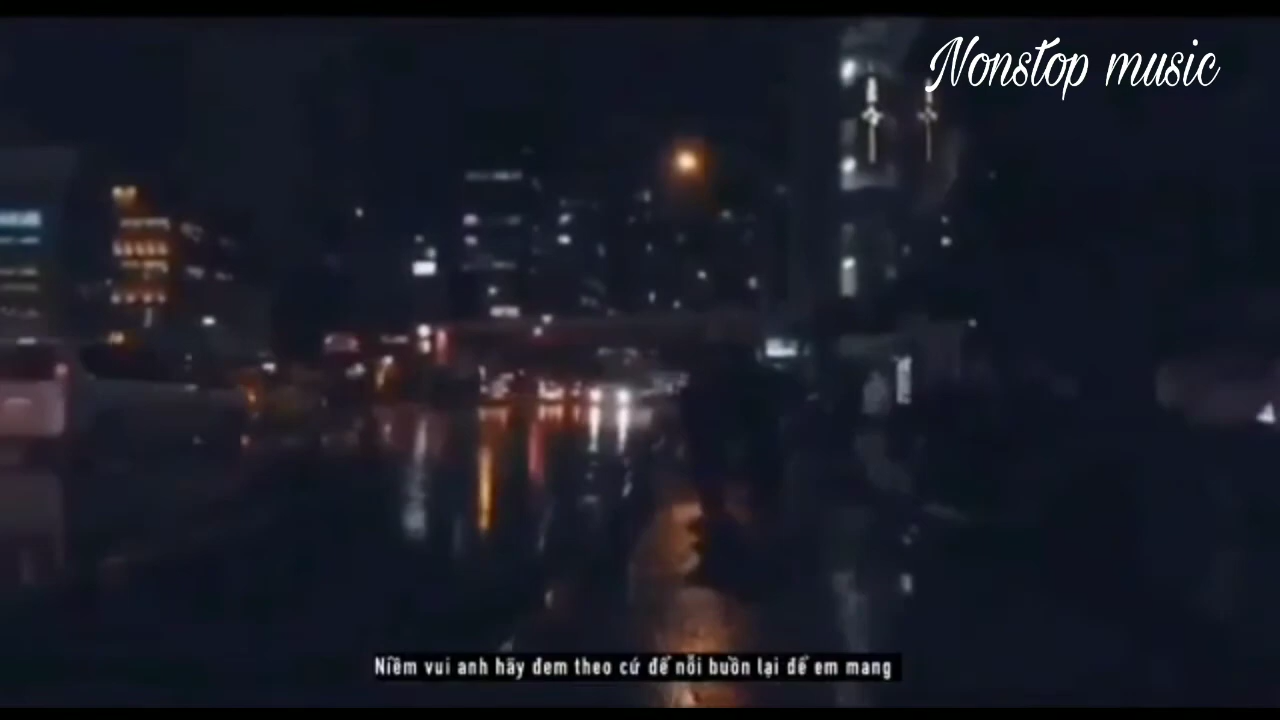 Nonstop music
Niềm vui anh hãy đem theo cứ để nỗi buồn lại để em mang